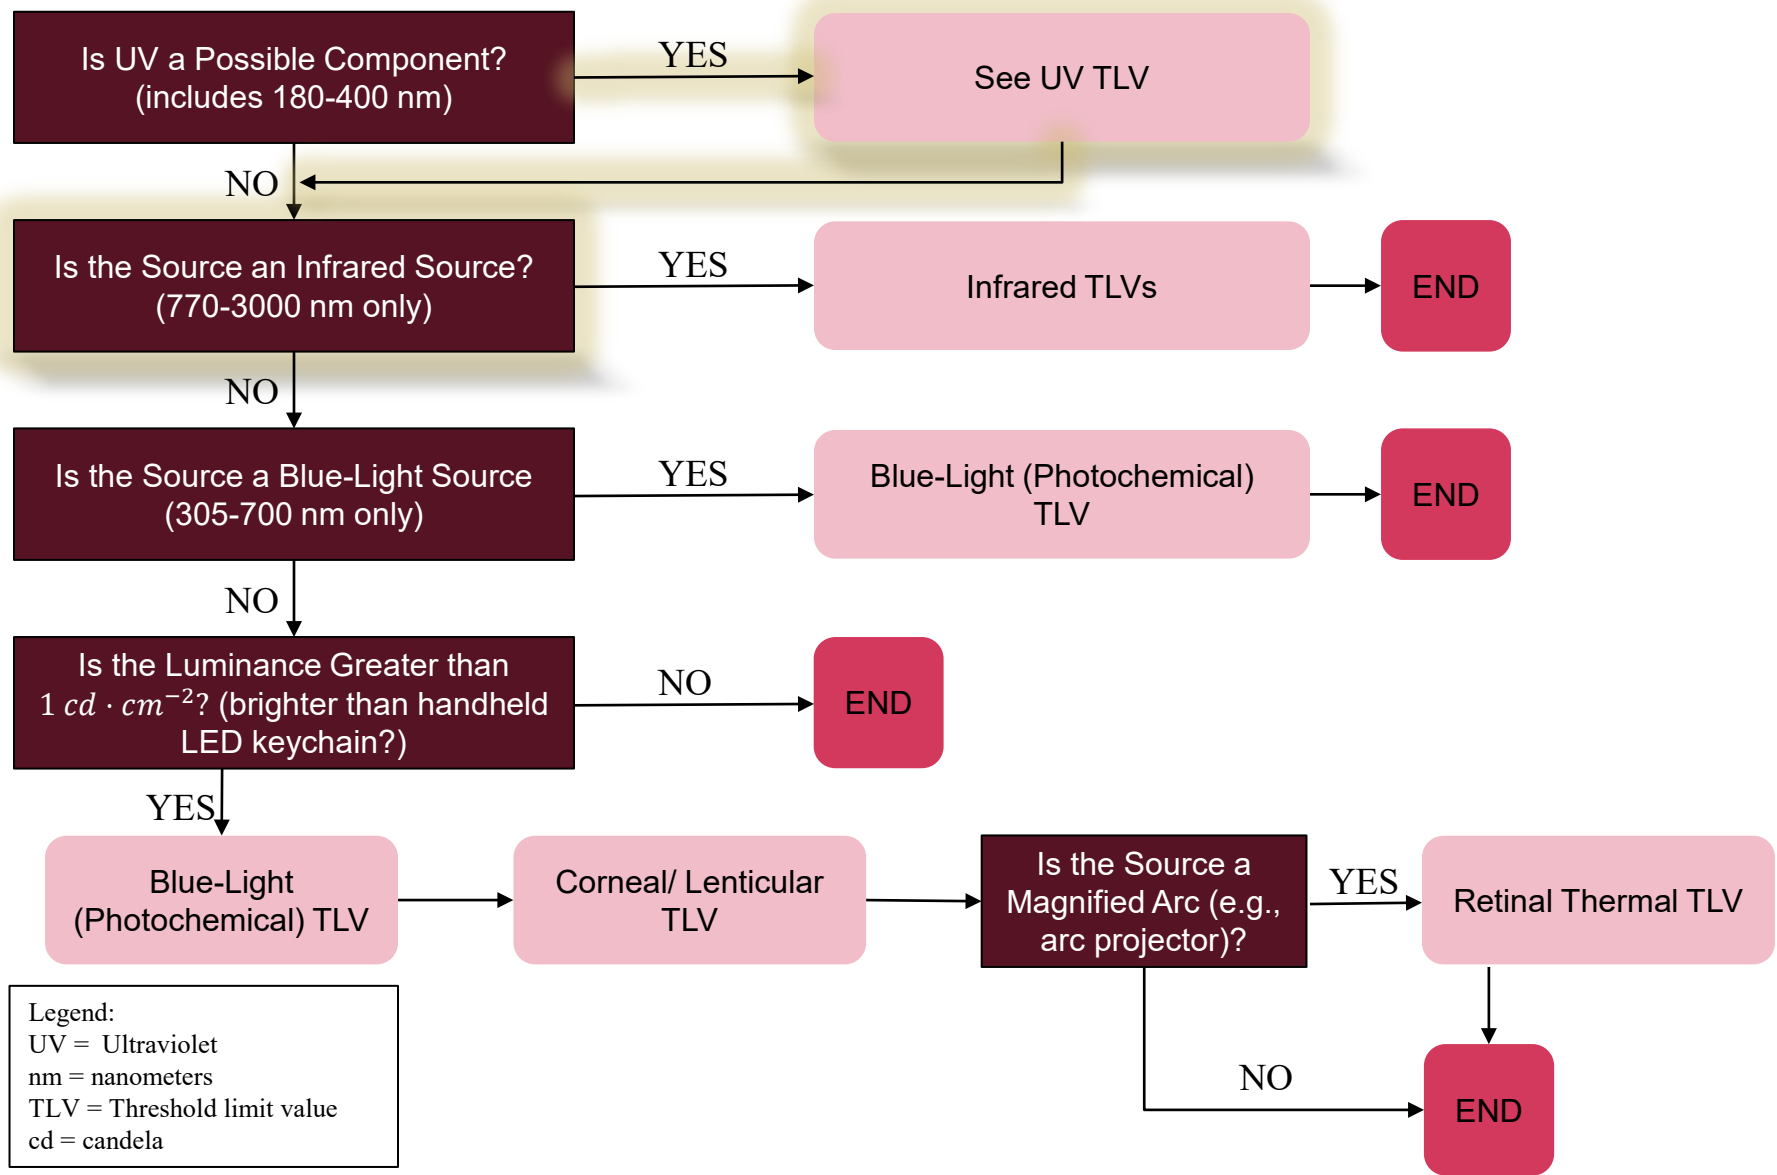 Is UV a Possible Component?
(includes 180-400 nm)
YES
See UV TLV
NO
Is the Source an Infrared Source?
(770-3000 nm only)
YES
Infrared TLVs
END
NO
Is the Source a Blue-Light Source
(305-700 nm only)
YES
Blue-Light (Photochemical)
TLV
END
NO
Is the Luminance Greater than
1 cd · cm⁻²? (brighter than handheld
LED keychain?)
NO
END
YES
Blue-Light
(Photochemical) TLV
Corneal/ Lenticular
TLV
Is the Source a
Magnified Arc (e.g.,
arc projector)?
YES
Retinal Thermal TLV
NO
END
Legend:
UV = Ultraviolet
nm = nanometers
TLV = Threshold limit value
cd = candela